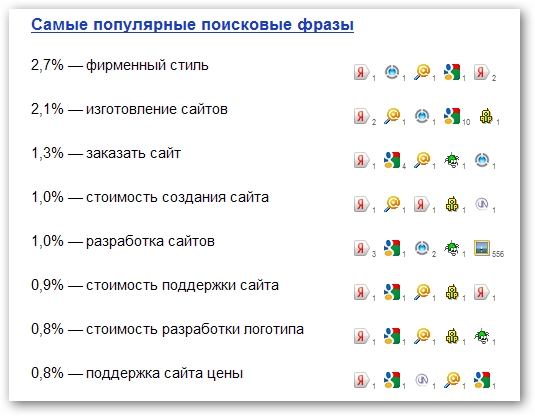 Самые популярные поисковые фразы
2,7% — фирменный стиль Я 1 1 1 1 Я 2
2,1% — изготовление сайтов Я 2 1 1 10 1
1,3% — заказать сайт Я 1 4 1 1 1
1,0% — стоимость создания сайта Я 1 1 Я 1 1 1
1,0% — разработка сайтов Я 3 1 2 1 556
0,9% — стоимость поддержки сайта Я 1 1 1 1 Я 1
0,8% — стоимость разработки логотипа Я 1 1 1 1 1
0,8% — поддержка сайта цены Я 1 1 1 1 1